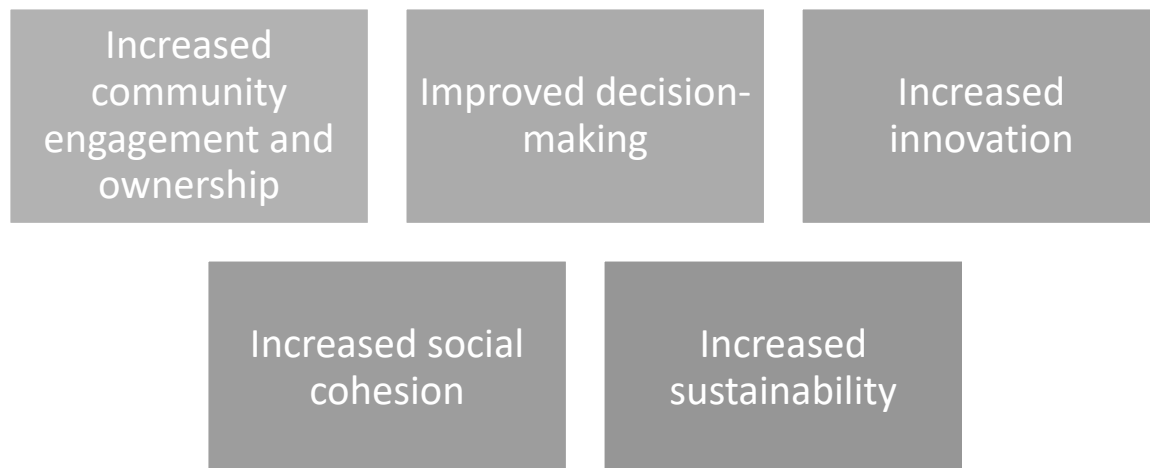 Increased
community
engagement and
ownership
Improved decision-
making
Increased
innovation
Increased social
cohesion
Increased
sustainability